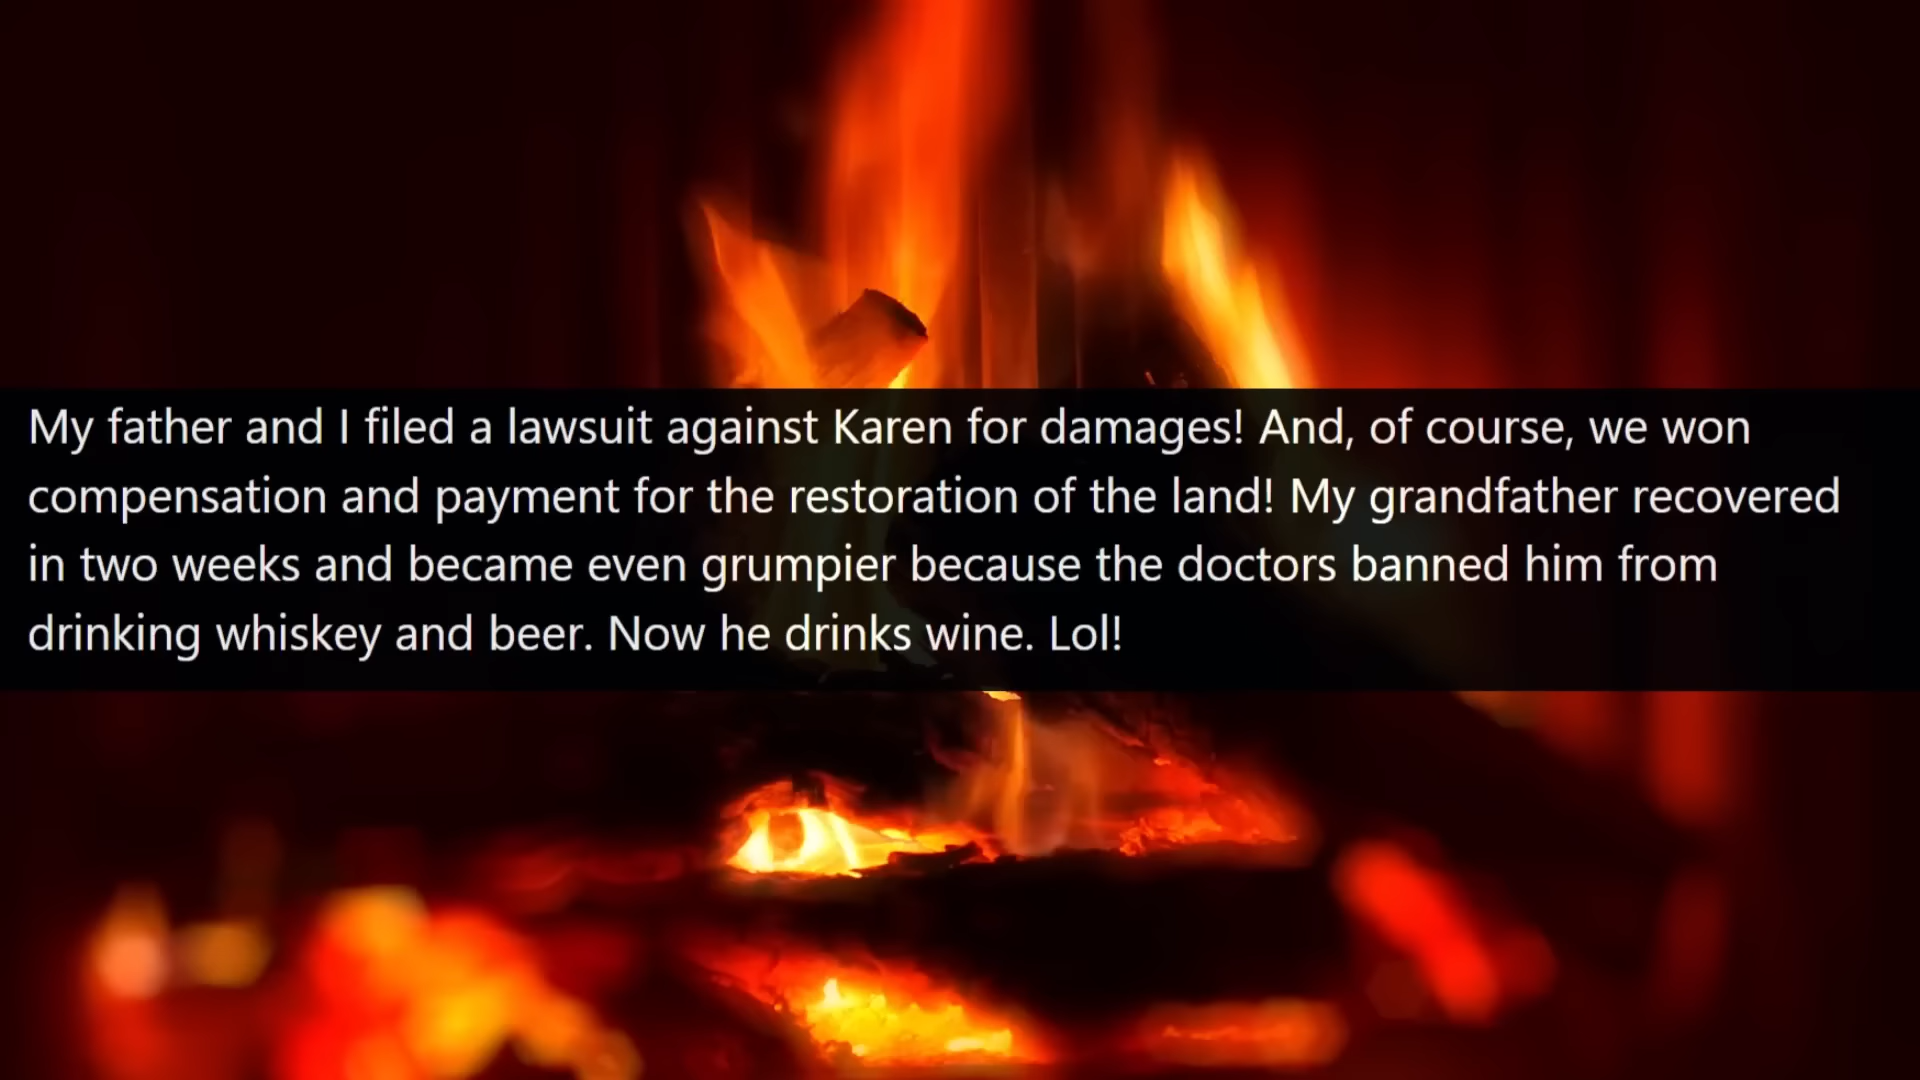 My father and I filed a lawsuit against Karen for damages! And, of course, we won
compensation and payment for the restoration of the land! My grandfather recovered
in two weeks and became even grumpier because the doctors banned him from
drinking whiskey and beer. Now he drinks wine. Lol!